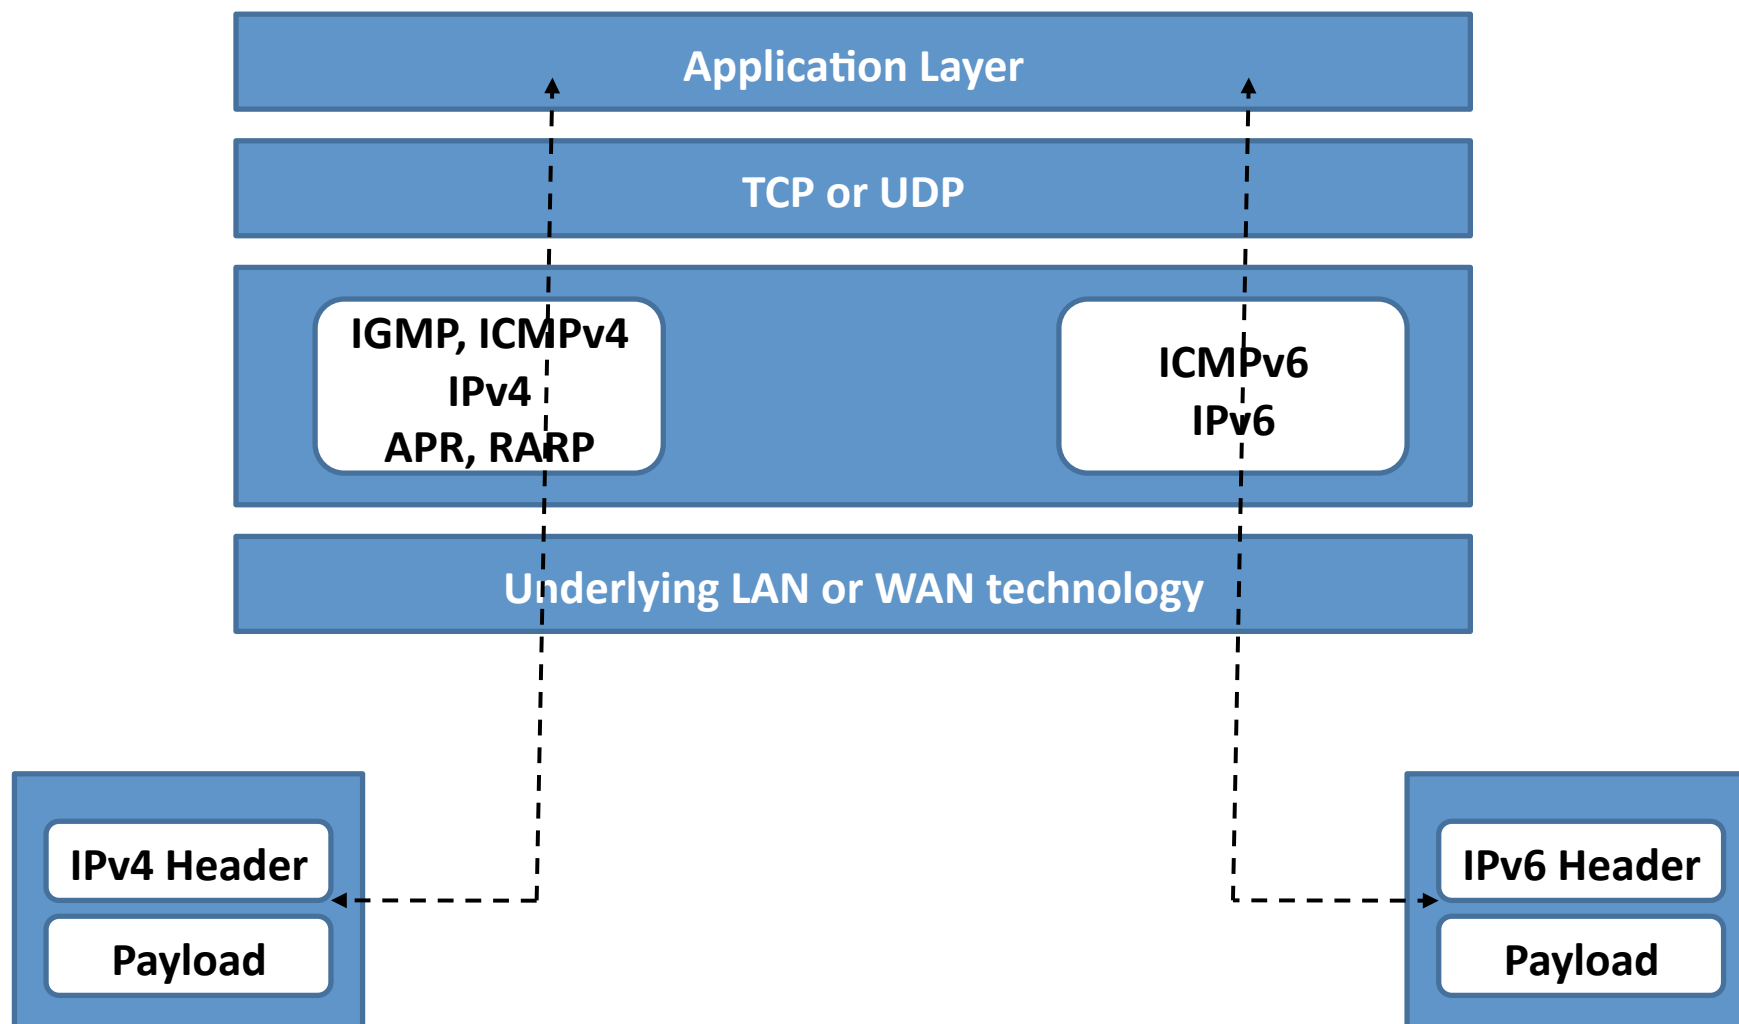 Application Layer
TCP or UDP
IGMP, ICMPv4
IPv4
APR, RARP
ICMPv6
IPv6
Underlying LAN or WAN technology
IPv4 Header
Payload
IPv6 Header
Payload